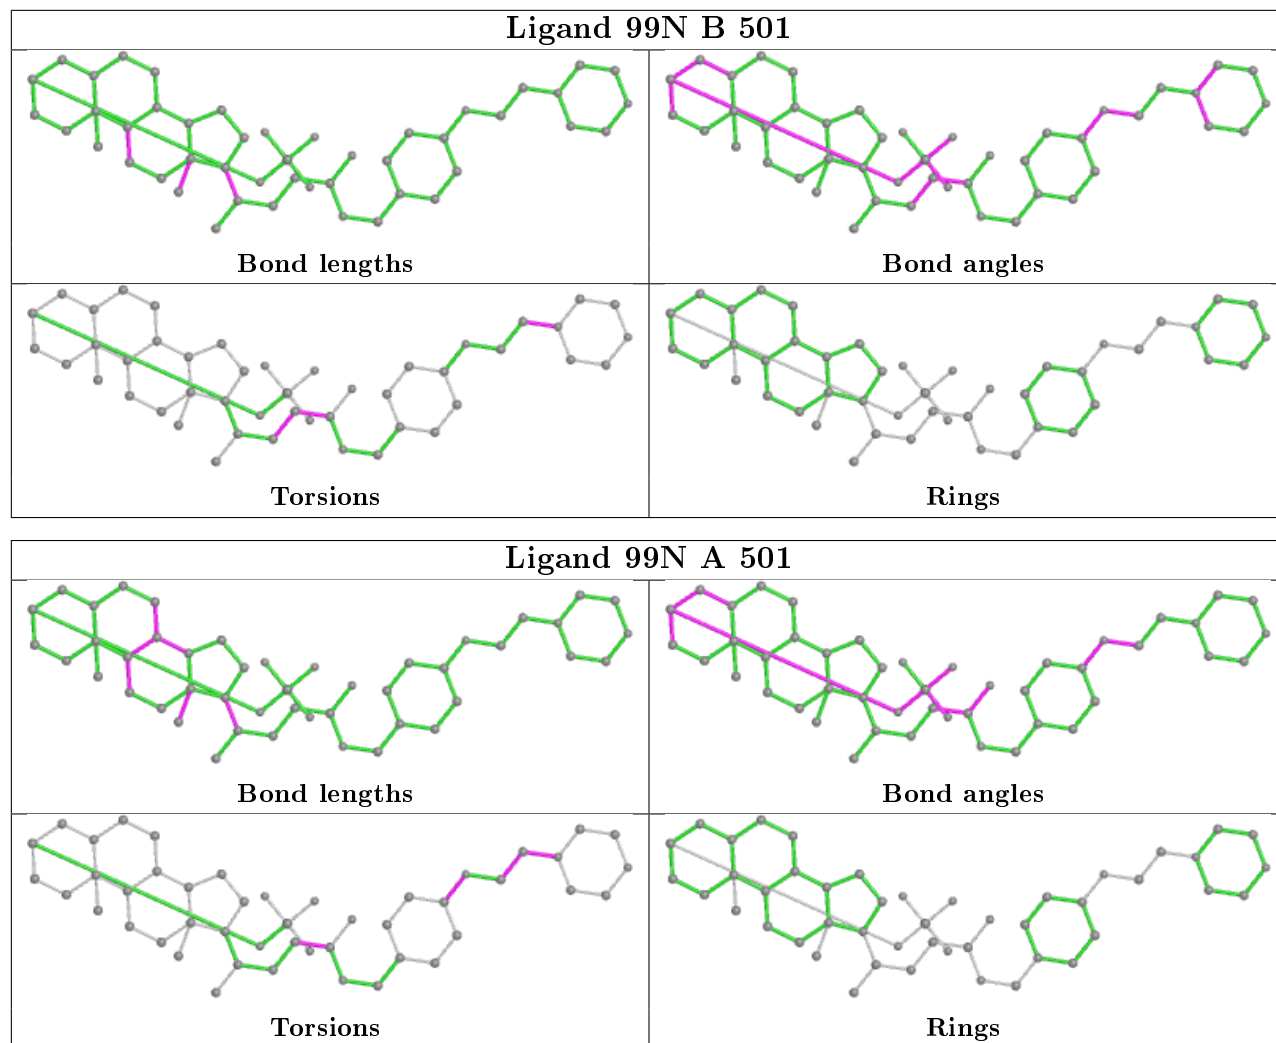 Ligand 99N B 501
Bond lengths
Bond angles
Torsions
Rings
Ligand 99N A 501
Bond lengths
Bond angles
Torsions
Rings